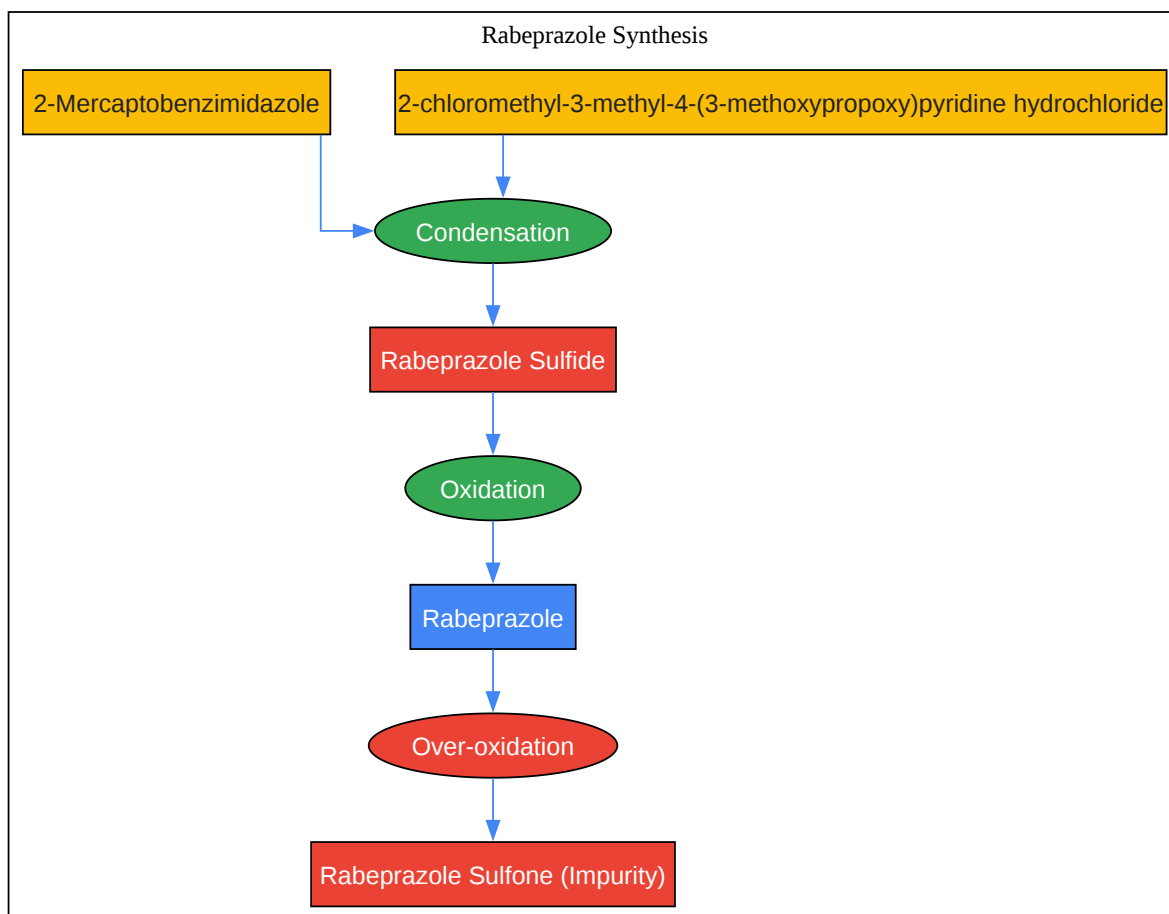 Rabeprazole Synthesis
2-Mercaptobenzimidazole
2-chloromethyl-3-methyl-4-(3-methoxypropoxy)pyridine hydrochloride
Condensation
Rabeprazole Sulfide
Oxidation
Rabeprazole
Over-oxidation
Rabeprazole Sulfone (Impurity)